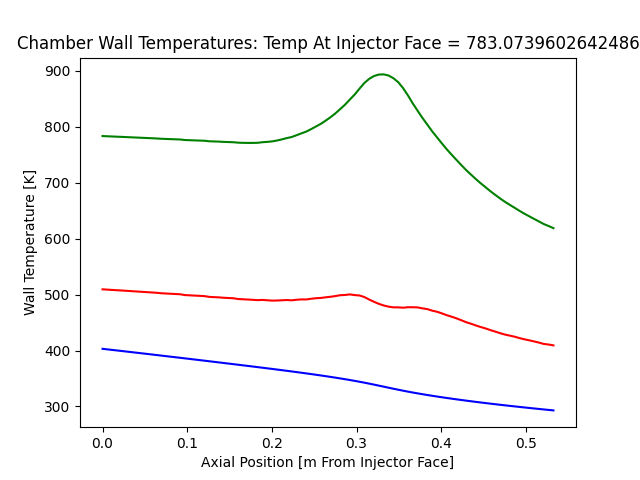 Chamber Wall Temperatures: Temp At Injector Face = 783.0739602642486
900
800
700
600
500
400
300
Wall Temperature [K]
0.0 0.1 0.2 0.3 0.4 0.5
Axial Position [m From Injector Face]